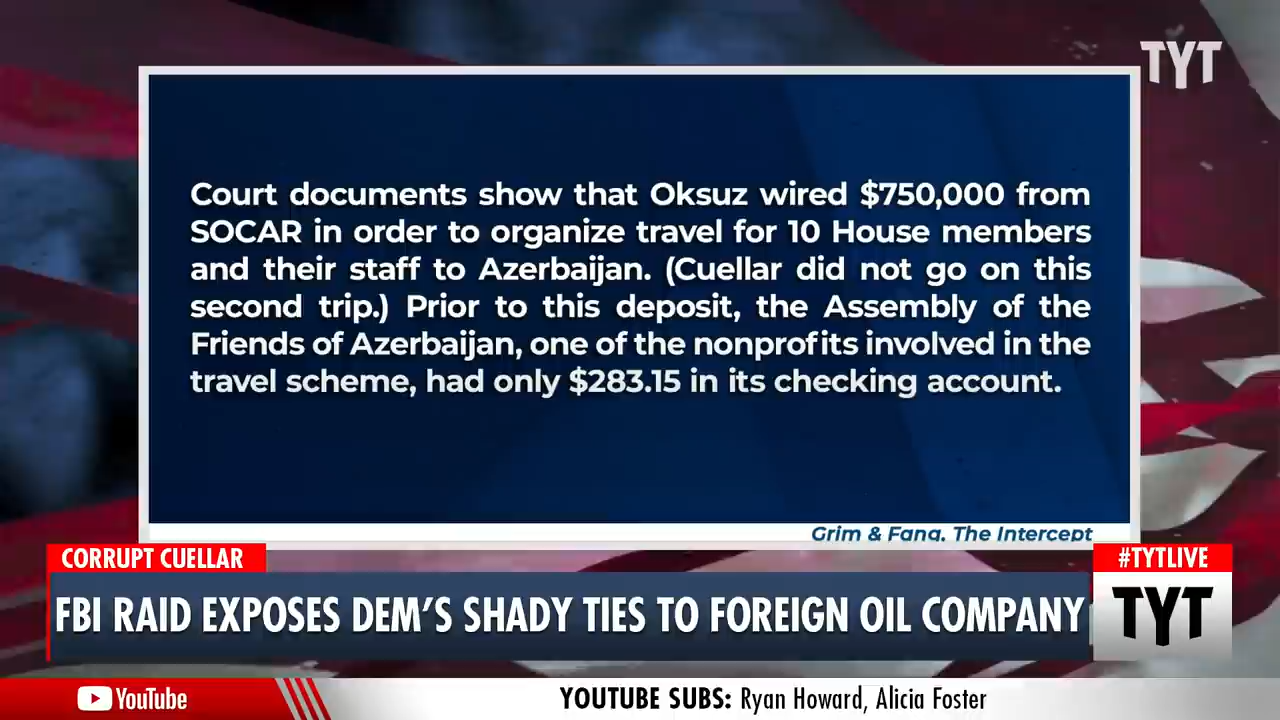 TYT
Court documents show that Oksuz wired $750,000 from
SOCAR in order to organize travel for 10 House members
and their staff to Azerbaijan. (Cuellar did not go on this
second trip.) Prior to this deposit, the Assembly of the
Friends of Azerbaijan, one of the nonprofits involved in the
travel scheme, had only $283.15 in its checking account.
Grim & Fang, The Intercept
CORRUPT CUELLAR
#TYTLIVE
FBI RAID EXPOSES DEM'S SHADY TIES TO FOREIGN OIL COMPANY
TYT
YouTube
YOUTUBE SUBS: Ryan Howard, Alicia Foster